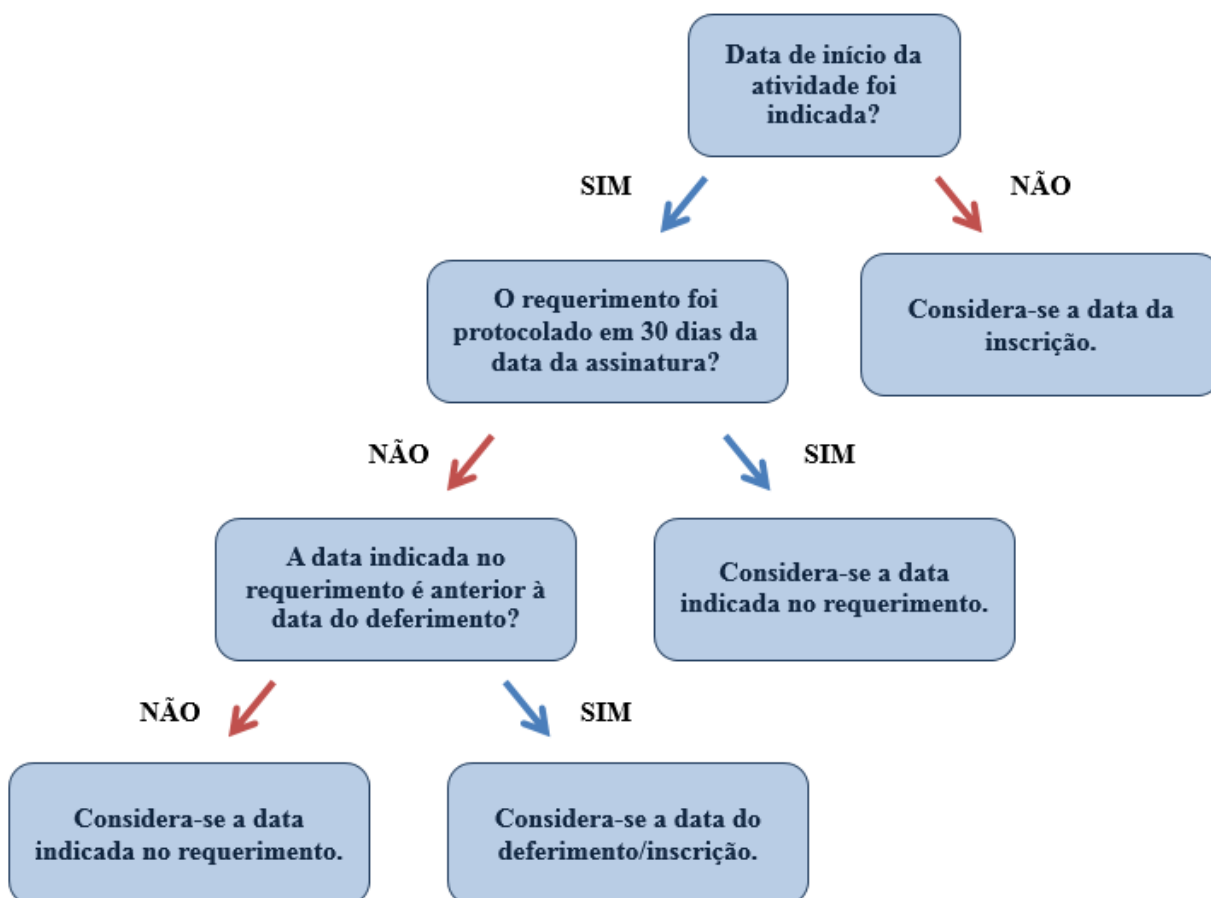 Data de início da
atividade foi
indicada?
SIM
NÃO
O requerimento foi
protocolado em 30 dias da
data da assinatura?
Considera-se a data da
inscrição.
NÃO
SIM
A data indicada no
requerimento é anterior à
data do deferimento?
Considera-se a data
indicada no requerimento.
NÃO
SIM
Considera-se a data
indicada no requerimento.
Considera-se a data do
deferimento/inscrição.